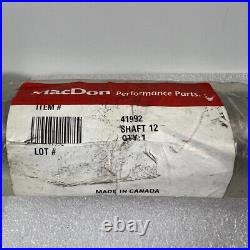 MacDon Performance Parts
ITEM #
41992
SHAFT 12
QTY:1
LOT #
MADE IN CANADA